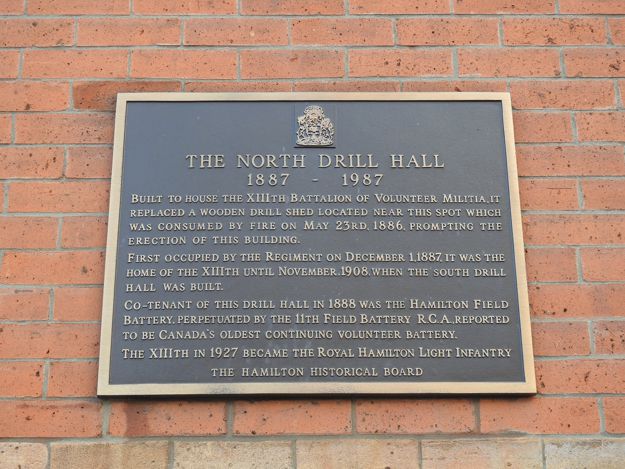 THE NORTH DRILL HALL
1887 - 1987
BUILT TO HOUSE THE XIIITH BATTALION OF VOLUNTEER MILITIA, IT
REPLACED A WOODEN DRILL SHED LOCATED NEAR THIS SPOT WHICH
WAS CONSUMED BY FIRE ON MAY 23RD, 1886, PROMPTING THE
ERECTION OF THIS BUILDING.
FIRST OCCUPIED BY THE REGIMENT ON DECEMBER 1, 1887, IT WAS THE
HOME OF THE XIIITH UNTIL NOVEMBER, 1908, WHEN THE SOUTH DRILL
HALL WAS BUILT.
CO-TENANT OF THIS DRILL HALL IN 1888 WAS THE HAMILTON FIELD
BATTERY, PERPETUATED BY THE 11TH FIELD BATTERY R.C.A., REPORTED
TO BE CANADA'S OLDEST CONTINUING VOLUNTEER BATTERY.
THE XIIITH IN 1927 BECAME THE ROYAL HAMILTON LIGHT INFANTRY
THE HAMILTON HISTORICAL BOARD